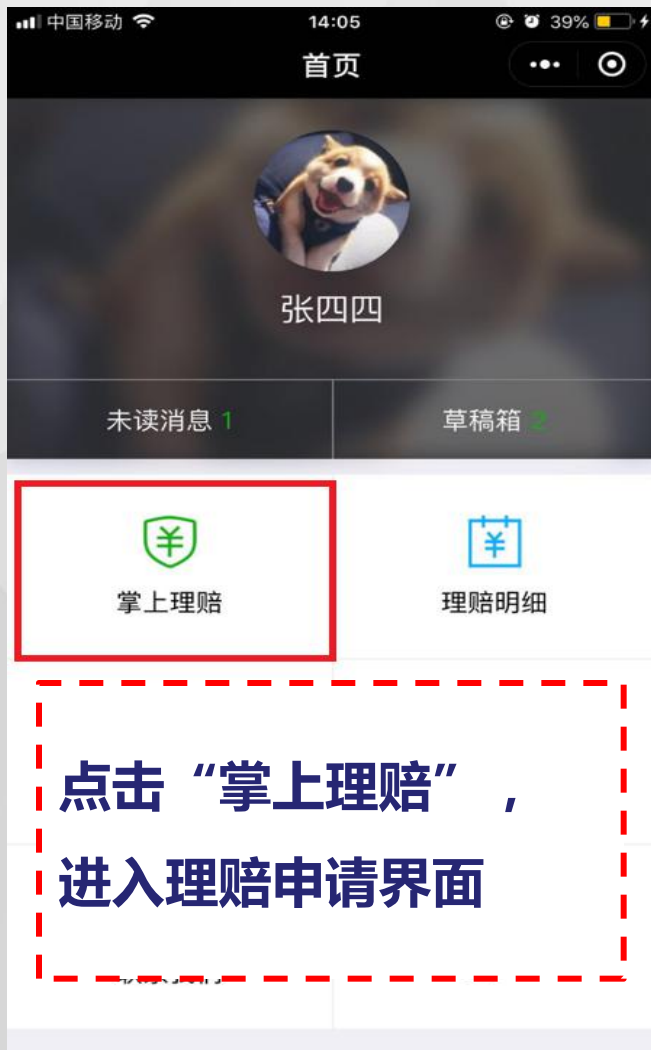 中国移动 14:05 39%
首页
张四四
未读消息 1 草稿箱 2
掌上理赔 理赔明细
点击“掌上理赔”,
进入理赔申请界面